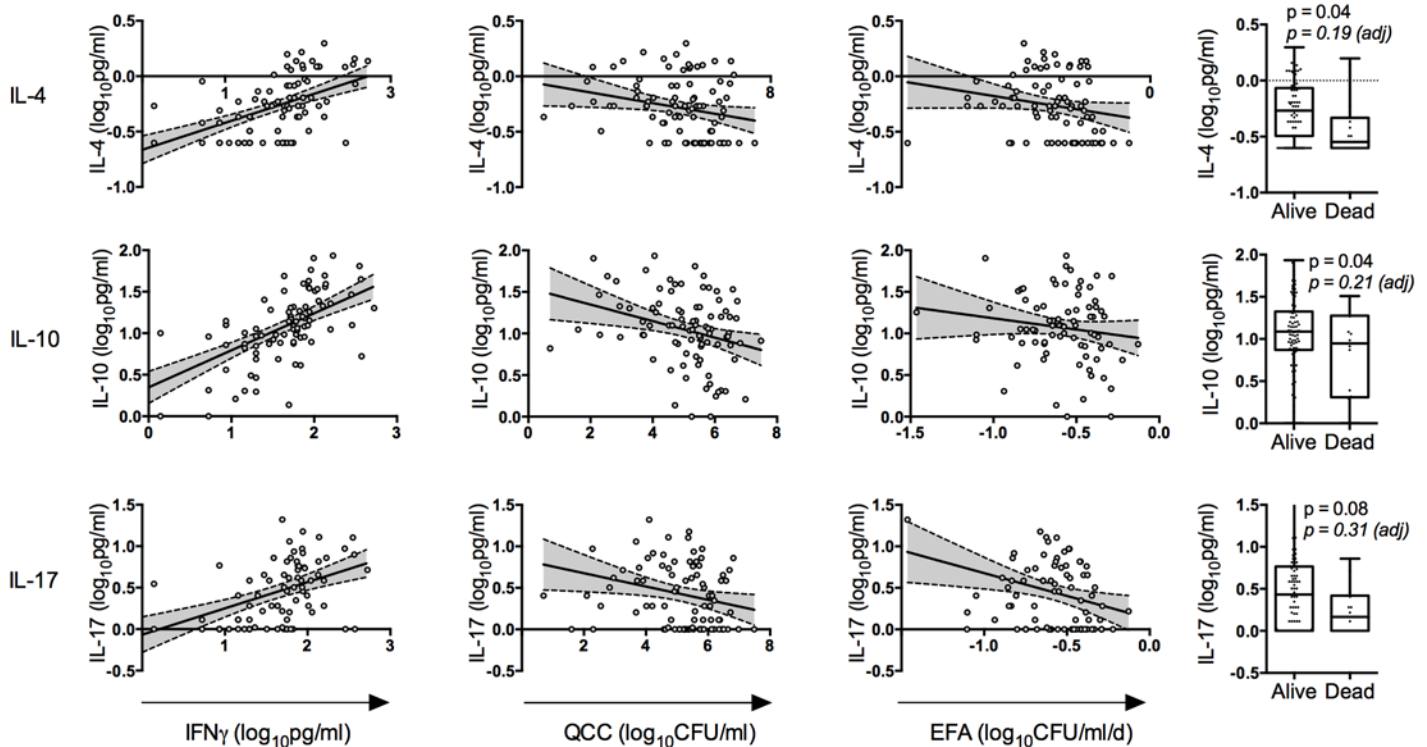 IL-4
IL-4 (log10pg/ml)
0.5
0.0
-0.5
-1.0
1
3
IL-4 (log10pg/ml)
0.5
0.0
-0.5
-1.0
8
IL-4 (log10pg/ml)
0.5
0.0
-0.5
-1.0
0
IL-4 (log10pg/ml)
0.5
0.0
-0.5
-1.0
p = 0.04
p = 0.19 (adj)
Alive Dead
IL-10
IL-10 (log10pg/ml)
2.0
1.5
1.0
0.5
0.0
0 1 2 3
IL-10 (log10pg/ml)
2.0
1.5
1.0
0.5
0.0
0 2 4 6 8
IL-10 (log10pg/ml)
2.0
1.5
1.0
0.5
0.0
-1.5 -1.0 -0.5 0.0
IL-10 (log10pg/ml)
2.0
1.5
1.0
0.5
0.0
p = 0.04
p = 0.21 (adj)
Alive Dead
IL-17
IL-17 (log10pg/ml)
1.5
1.0
0.5
0.0
-0.5
1 2 3
IL-17 (log10pg/ml)
1.5
1.0
0.5
0.0
-0.5
2 4 6 8
IL-17 (log10pg/ml)
1.5
1.0
0.5
0.0
-0.5
-1.0 -0.5 0.0
IL-17 (log10pg/ml)
1.5
1.0
0.5
0.0
-0.5
p = 0.08
p = 0.31 (adj)
Alive Dead
IFNγ (log10pg/ml)
QCC (log10CFU/ml)
EFA (log10CFU/ml/d)